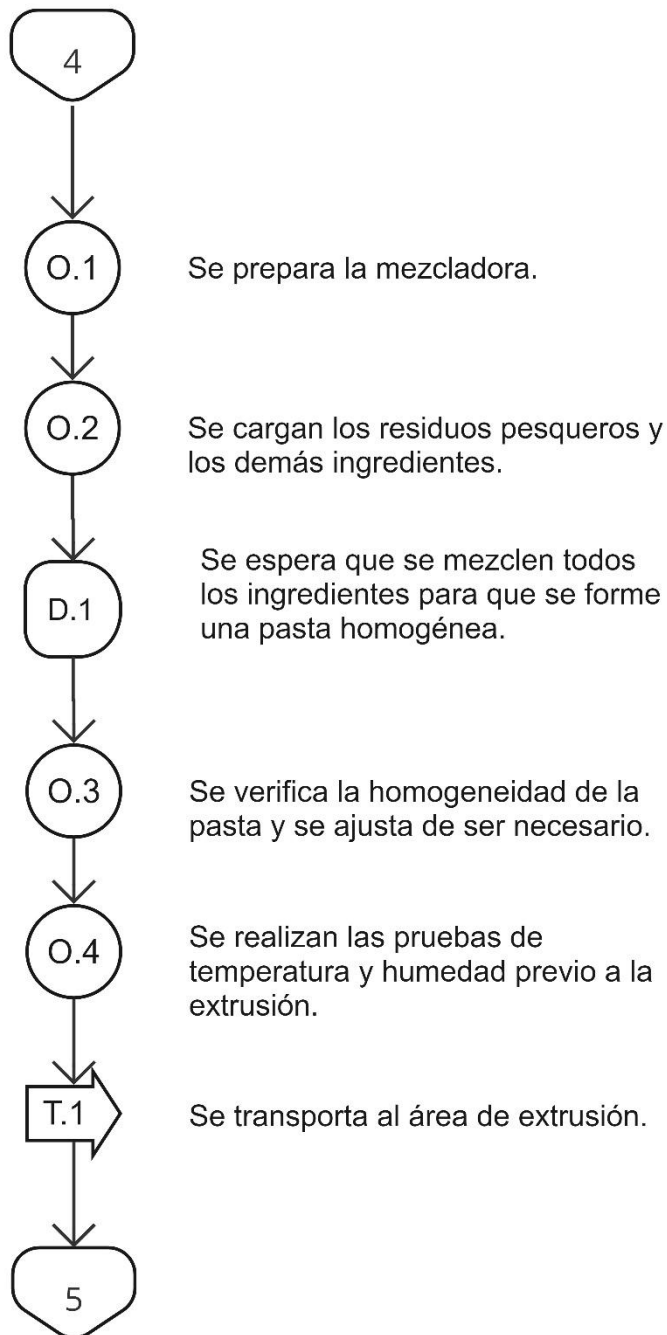 4
O.1
Se prepara la mezcladora.
O.2
Se cargan los residuos pesqueros y
los demás ingredientes.
D.1
Se espera que se mezclen todos
los ingredientes para que se forme
una pasta homogénea.
O.3
Se verifica la homogeneidad de la
pasta y se ajusta de ser necesario.
O.4
Se realizan las pruebas de
temperatura y humedad previo a la
extrusión.
T.1
Se transporta al área de extrusión.
5